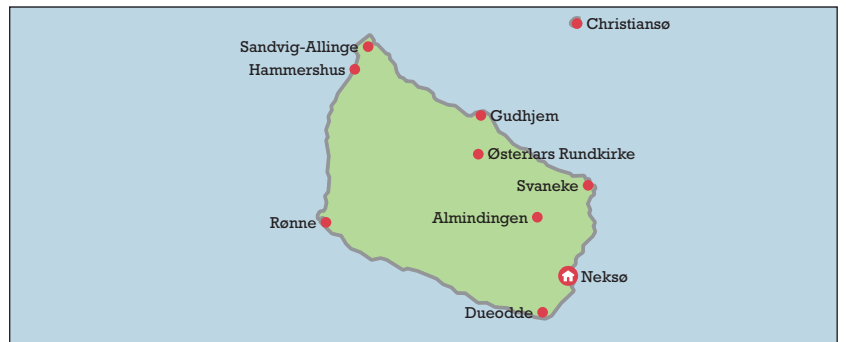 Christiansø
Sandvig-Allinge
Hammershus
Gudhjem
Østerlars Rundkirke
Svaneke
Almindingen
Rønne
Neksø
Dueodde